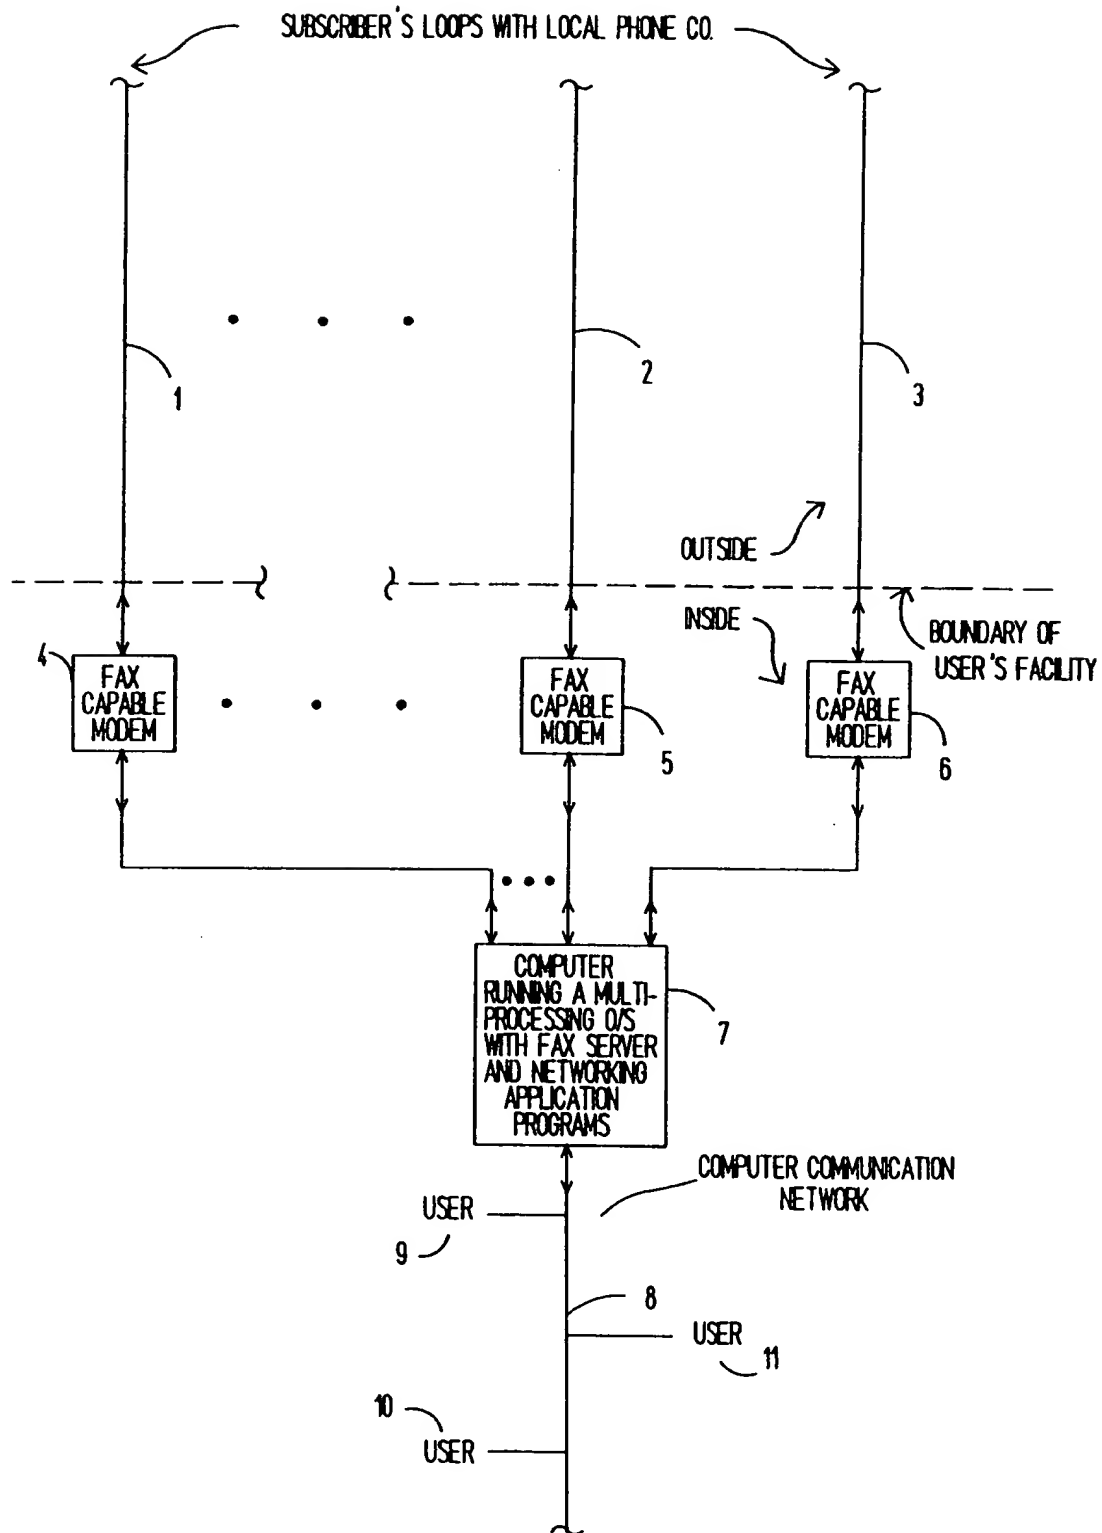 SUBSCRIBER'S LOOPS WITH LOCAL PHONE CO.
1
2
3
OUTSIDE
INSIDE
BOUNDARY OF
USER'S FACILITY
4
FAX
CAPABLE
MODEM
FAX
CAPABLE
MODEM
5
FAX
CAPABLE
MODEM
6
COMPUTER
RUNNING A MULTI-
PROCESSING O/S
WITH FAX SERVER
AND NETWORKING
APPLICATION
PROGRAMS
7
COMPUTER COMMUNICATION
NETWORK
USER
9
8
USER
11
10
USER